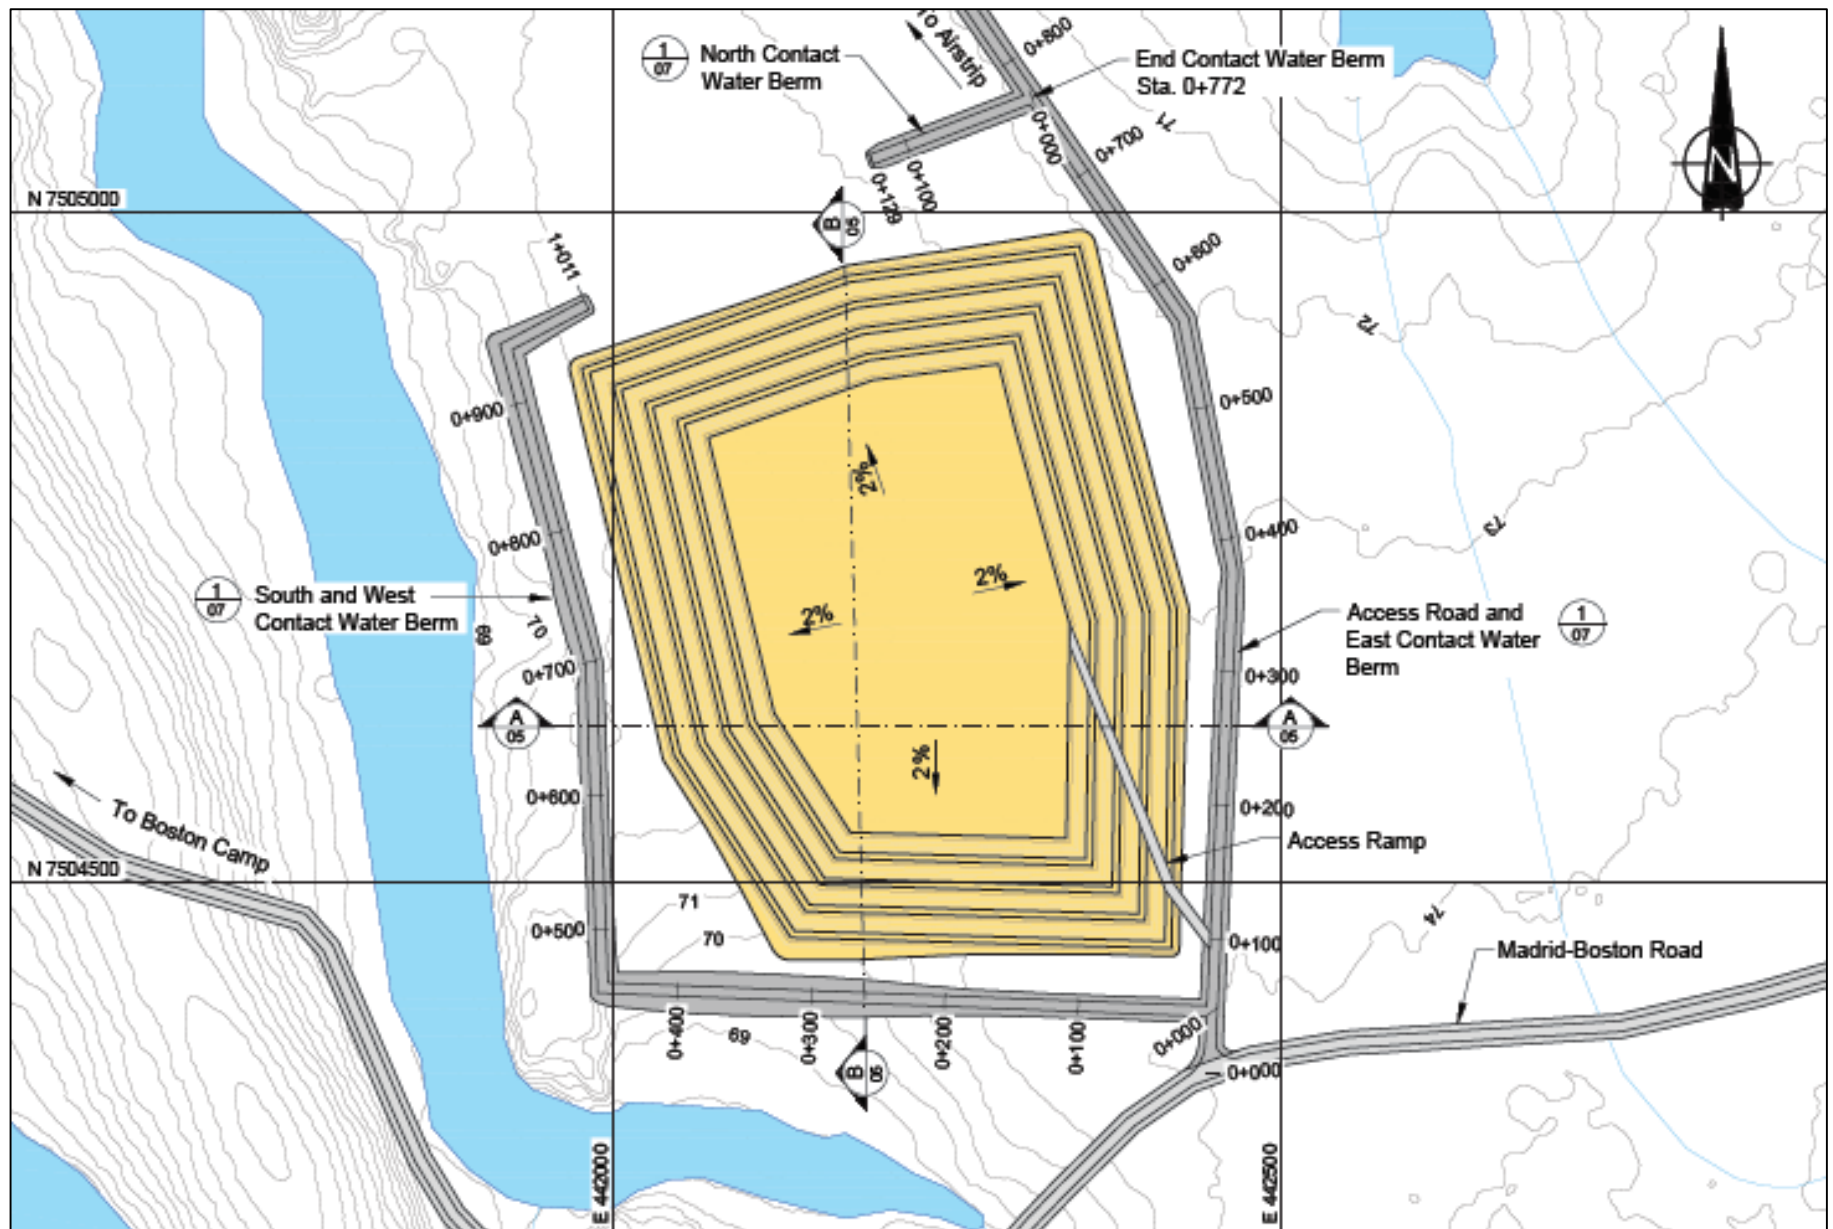 To Airstrip
0+800
1
07
North Contact
Water Berm
End Contact Water Berm
Sta. 0+772
71
0+000
0+700
0+100
0+129
N
N 7505000
B
05
1+011
0+600
72
0+900
0+500
2%
0+800
0+400
73
2%
1
07
South and West
Contact Water Berm
69
70
2%
Access Road and
East Contact Water
Berm
1
07
0+700
0+300
A
05
A
05
2%
To Boston Camp
0+600
0+200
Access Ramp
N 7504500
71
70
74
0+500
0+100
Madrid-Boston Road
0+400
69
0+300
0+200
0+100
0+000
0+000
B
05
E 442000
E 442500